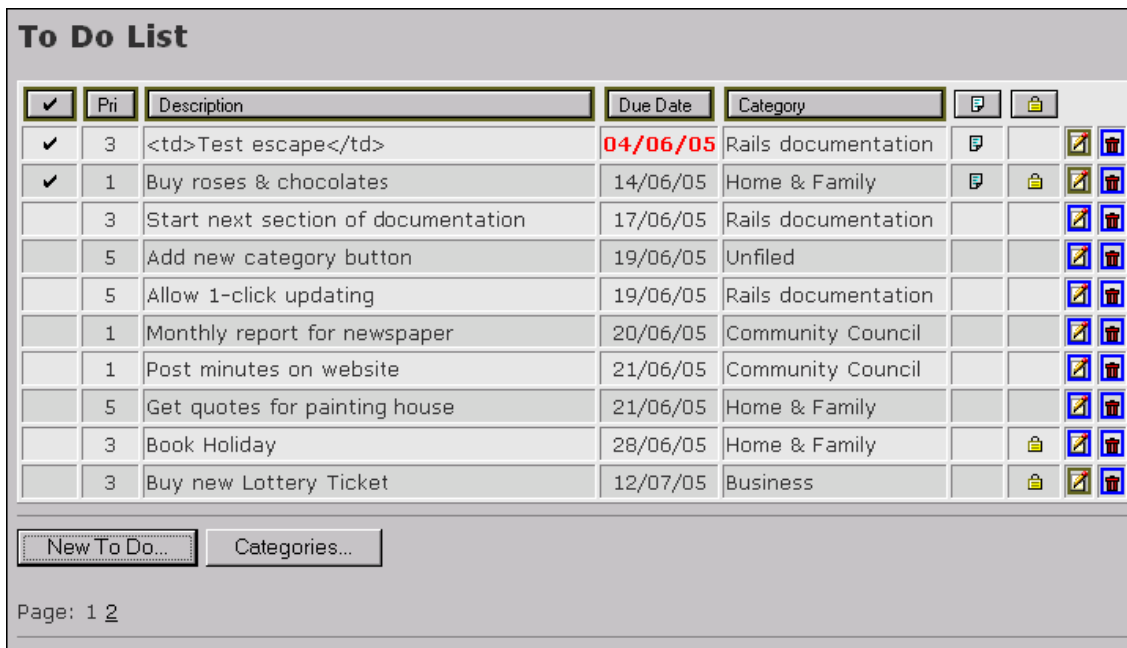 To Do List
✔ Pri Description Due Date Category
✔ 3 <td>Test escape</td> 04/06/05 Rails documentation
✔ 1 Buy roses & chocolates 14/06/05 Home & Family
3 Start next section of documentation 17/06/05 Rails documentation
5 Add new category button 19/06/05 Unfiled
5 Allow 1-click updating 19/06/05 Rails documentation
1 Monthly report for newspaper 20/06/05 Community Council
1 Post minutes on website 21/06/05 Community Council
5 Get quotes for painting house 21/06/05 Home & Family
3 Book Holiday 28/06/05 Home & Family
3 Buy new Lottery Ticket 12/07/05 Business
New To Do... Categories...
Page: 1 2